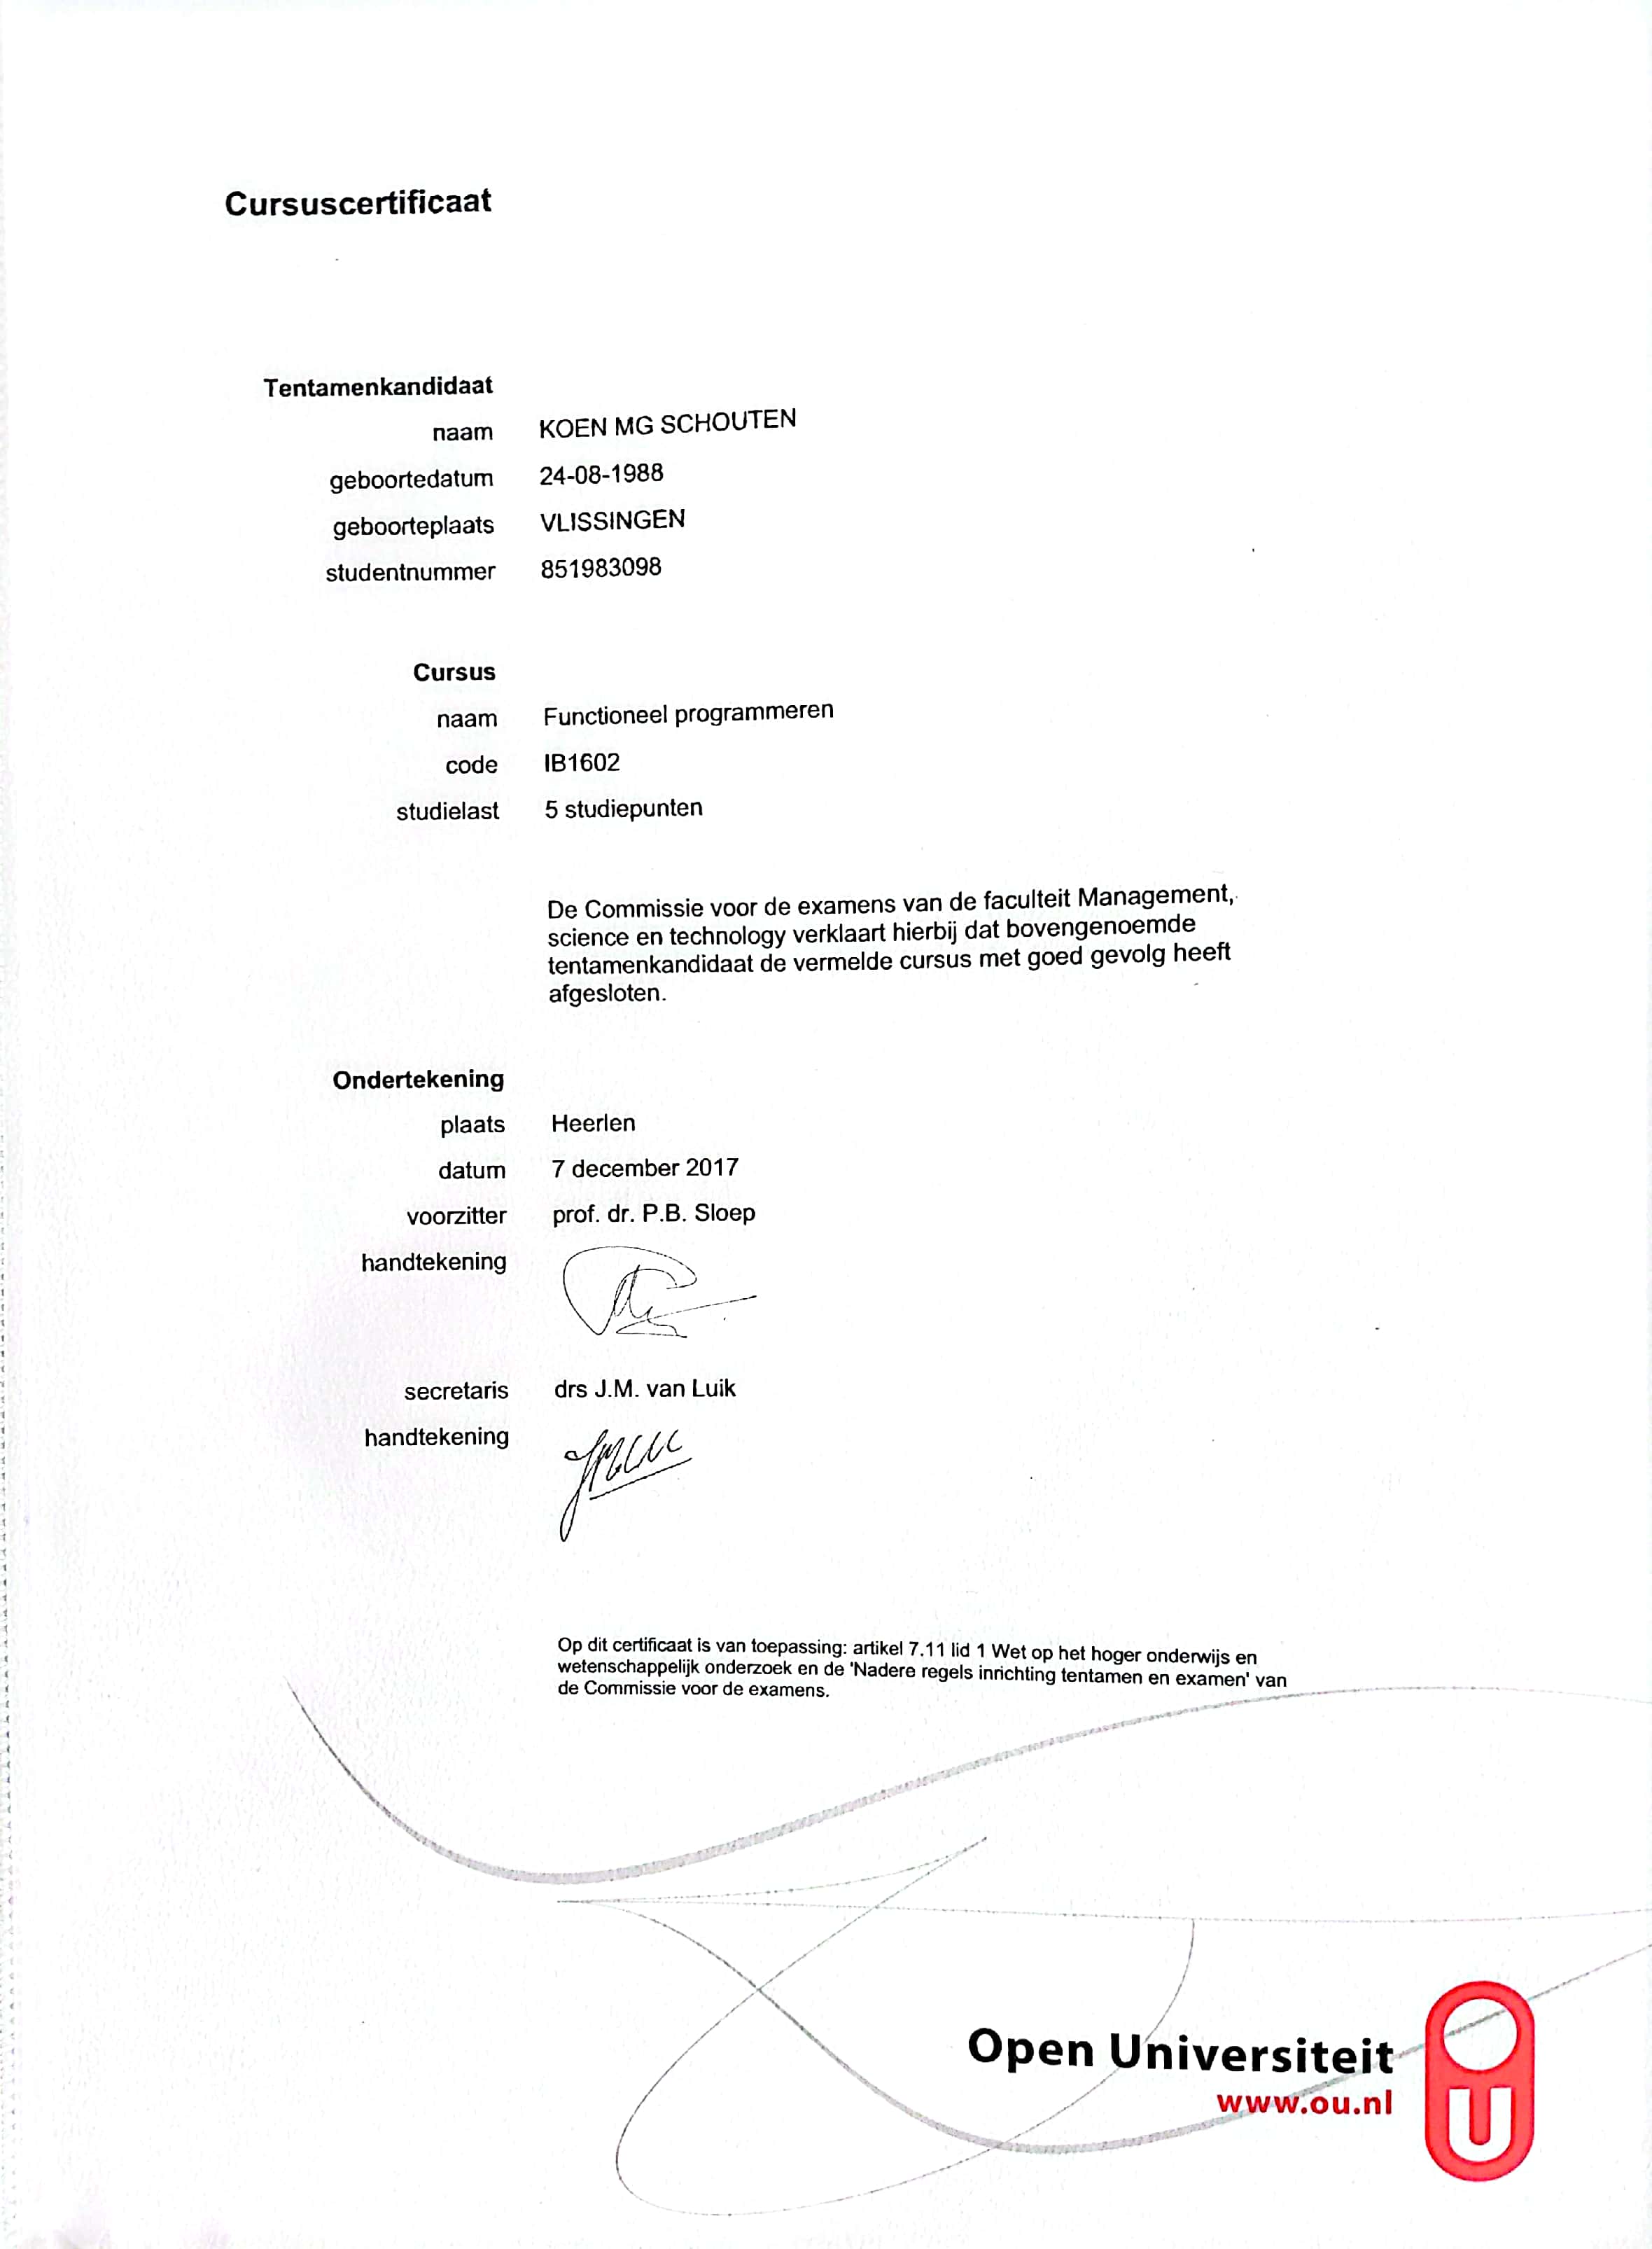 Cursuscertificaat
Tentamenkandidaat
naam KOEN MG SCHOUTEN
geboortedatum 24-08-1988
geboorteplaats VLISSINGEN
studentnummer 851983098
Cursus
naam Functioneel programmeren
code IB1602
studielast 5 studiepunten
De Commissie voor de examens van de faculteit Management,
science en technology verklaart hierbij dat bovengenoemde
tentamenkandidaat de vermelde cursus met goed gevolg heeft
afgesloten.
Ondertekening
plaats Heerlen
datum 7 december 2017
voorzitter prof. dr. P.B. Sloep
handtekening
secretaris drs J.M. van Luik
handtekening
Op dit certificaat is van toepassing: artikel 7.11 lid 1 Wet op het hoger onderwijs en
wetenschappelijk onderzoek en de 'Nadere regels inrichting tentamen en examen' van
de Commissie voor de examens.
Open Universiteit
www.ou.nl